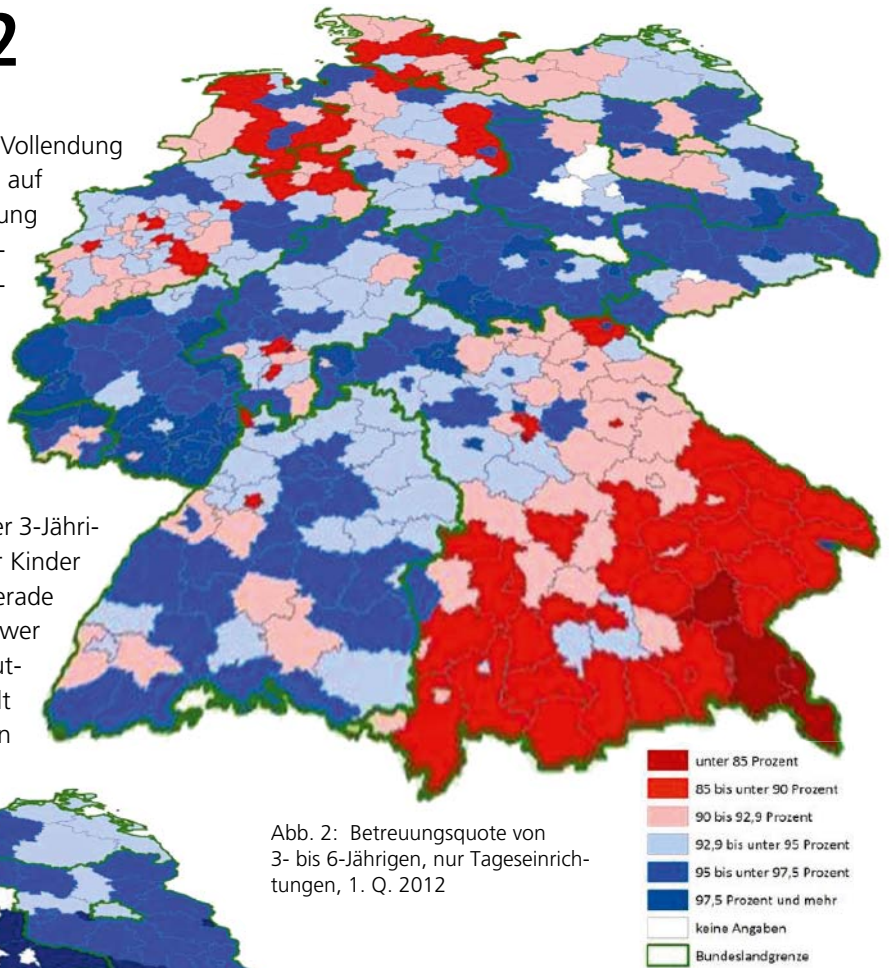 2
Vollendung
auf
ung
-
-
er 3-Jähri-
r Kinder
erade
wer
ut-
lt
n
Abb. 2: Betreuungsquote von
3- bis 6-Jährigen, nur Tageseinrich-
tungen, 1. Q. 2012
unter 85 Prozent
85 bis unter 90 Prozent
90 bis 92,9 Prozent
92,9 bis unter 95 Prozent
95 bis unter 97,5 Prozent
97,5 Prozent und mehr
keine Angaben
Bundeslandgrenze